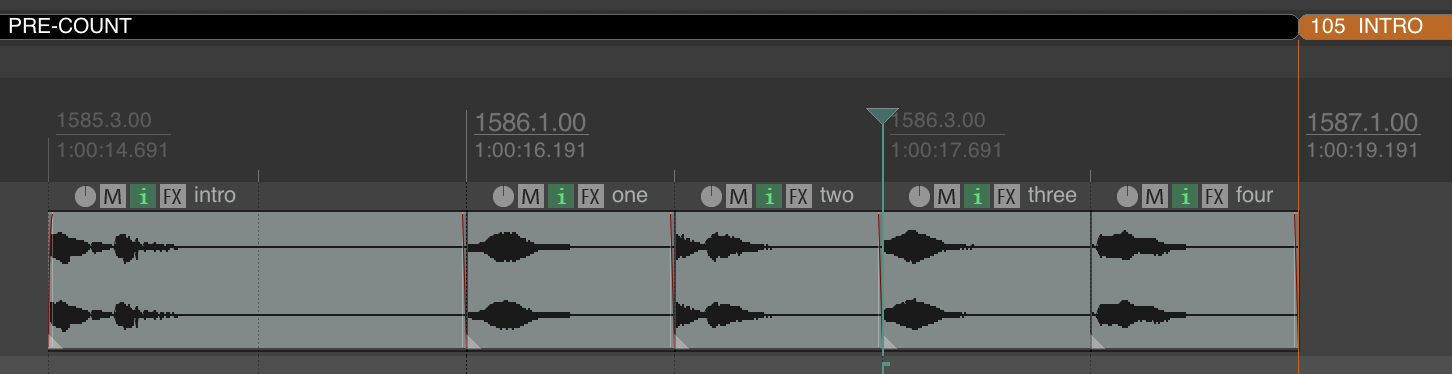 PRE-COUNT 105 INTRO
1585.3.00 1586.1.00 1586.3.00 1587.1.00
1:00:14.691 1:00:16.191 1:00:17.691 1:00:19.191
M i FX intro M i FX one M i FX two M i FX three M i FX four